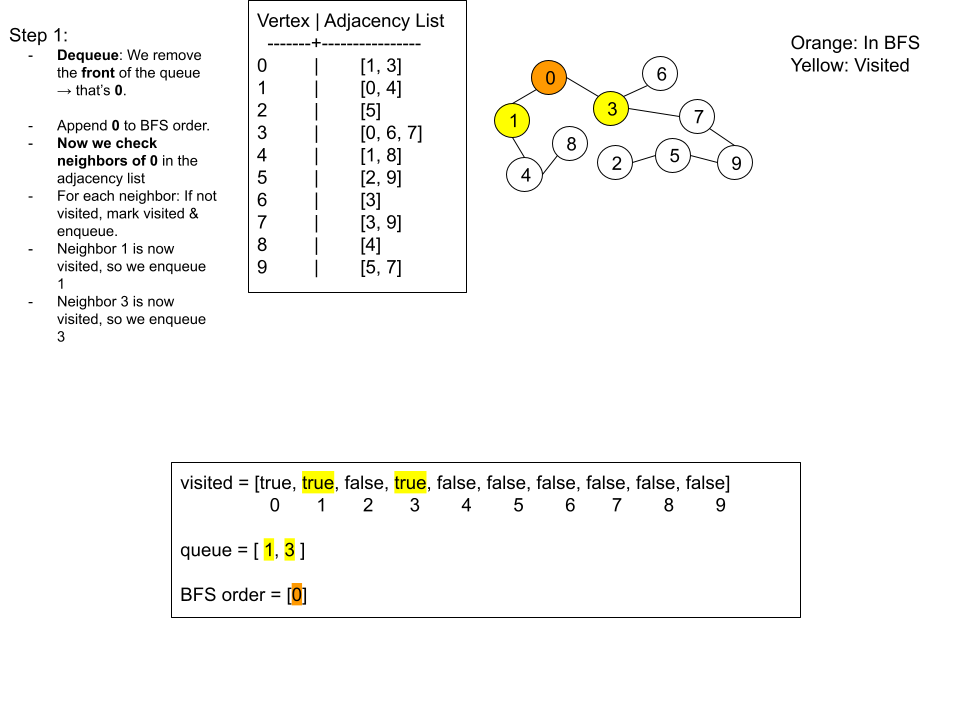 Step 1:
- Dequeue: We remove
the front of the queue
→ that's 0.
- Append 0 to BFS order.
- Now we check
neighbors of 0 in the
adjacency list
- For each neighbor: If not
visited, mark visited &
enqueue.
- Neighbor 1 is now
visited, so we enqueue
1
- Neighbor 3 is now
visited, so we enqueue
3
Vertex | Adjacency List
-------+----------------
0 | [1, 3]
1 | [0, 4]
2 | [5]
3 | [0, 6, 7]
4 | [1, 8]
5 | [2, 9]
6 | [3]
7 | [3, 9]
8 | [4]
9 | [5, 7]
0
6
1
3
7
8
4
2
5
9
Orange: In BFS
Yellow: Visited
visited = [true, true, false, true, false, false, false, false, false, false]
0 1 2 3 4 5 6 7 8 9
queue = [ 1, 3 ]
BFS order = [0]